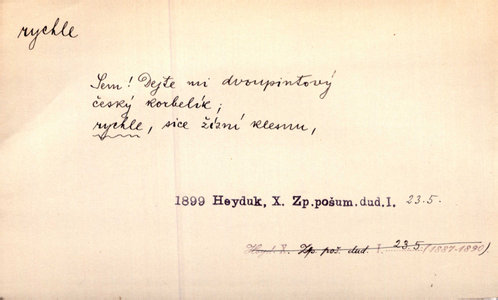 rychle
Sem! Dejte mi dvoupintový
český korbelík;
rychle, sice žízní klesnu,
1899 Heyduk, X. Zp.pošum.dud.I. 23.5.
Heyd. X. Zp. poš. dud. I. 23.5 (1887-1890)